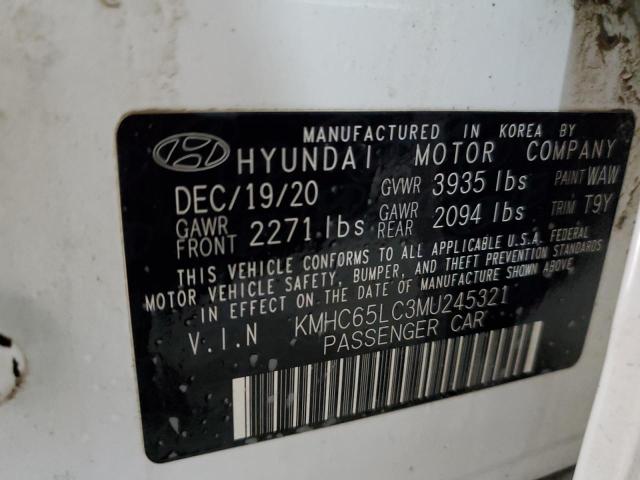 MANUFACTURED IN KOREA BY
HYUNDAI MOTOR COMPANY
DEC/19/20 GVWR 3935 lbs PAINT WAW
GAWR FRONT 2271 lbs GAWR REAR 2094 lbs TRIM T9Y
THIS VEHICLE CONFORMS TO ALL APPLICABLE U.S.A. FEDERAL
MOTOR VEHICLE SAFETY, BUMPER, AND THEFT PREVENTION STANDARDS
IN EFFECT ON THE DATE OF MANUFACTURE SHOWN ABOVE.
V.I.N KMHC65LC3MU245321
PASSENGER CAR